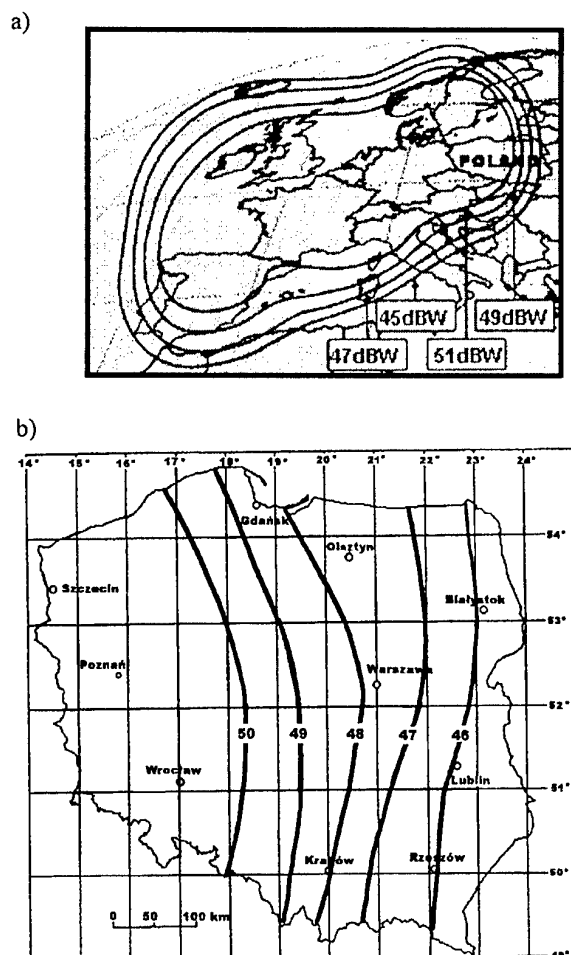 a)
POLAND
45dBW 49dBW
47dBW 51dBW
b)
14° 15° 16° 17° 18° 19° 20° 21° 22° 23° 24°
Gdańsk
54°
Olsztyn
Szczecin
Białystok
53°
Poznań
Warszawa
52°
50 49 48 47 46
Wrocław
Lublin
51°
Kraków Rzeszów
50°
0 50 100 km
49°